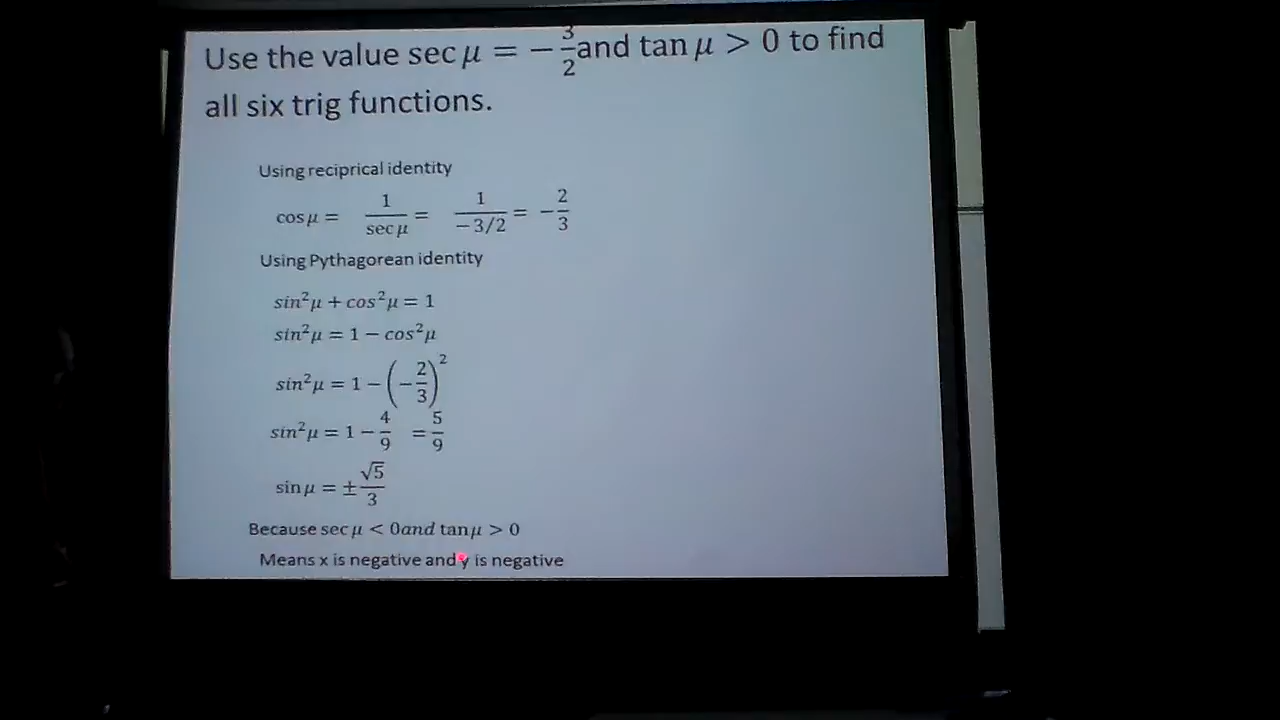 Use the value sec μ = −3/2 and tan μ > 0 to find
all six trig functions.
Using reciprical identity
cos μ = 1/sec μ = 1/−3/2 = −2/3
Using Pythagorean identity
sin²μ + cos²μ = 1
sin²μ = 1 − cos²μ
sin²μ = 1 − (−2/3)²
sin²μ = 1 − 4/9 = 5/9
sin μ = ± √5/3
Because sec μ < 0and tan μ > 0
Means x is negative and y is negative